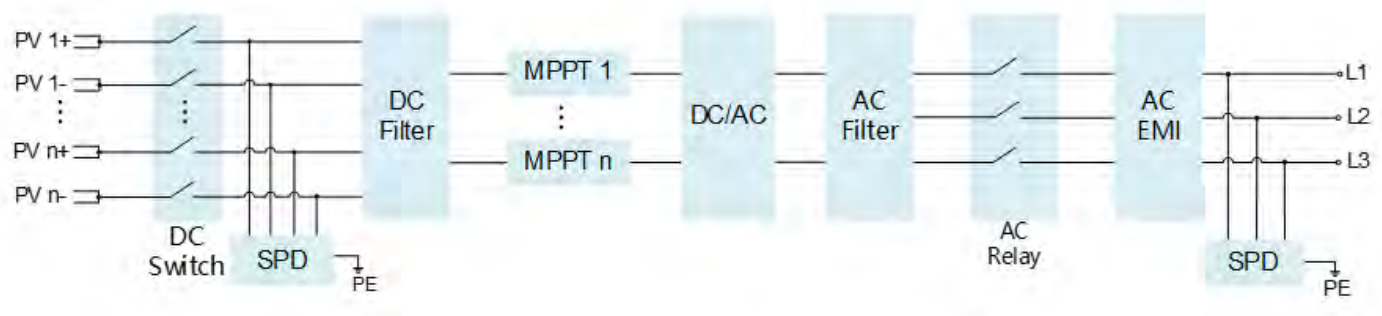 PV 1+
PV 1-
PV n+
PV n-
DC
Switch
SPD
PE
DC
Filter
MPPT 1
MPPT n
DC/AC
AC
Filter
AC
Relay
AC
EMI
L1
L2
L3
SPD
PE